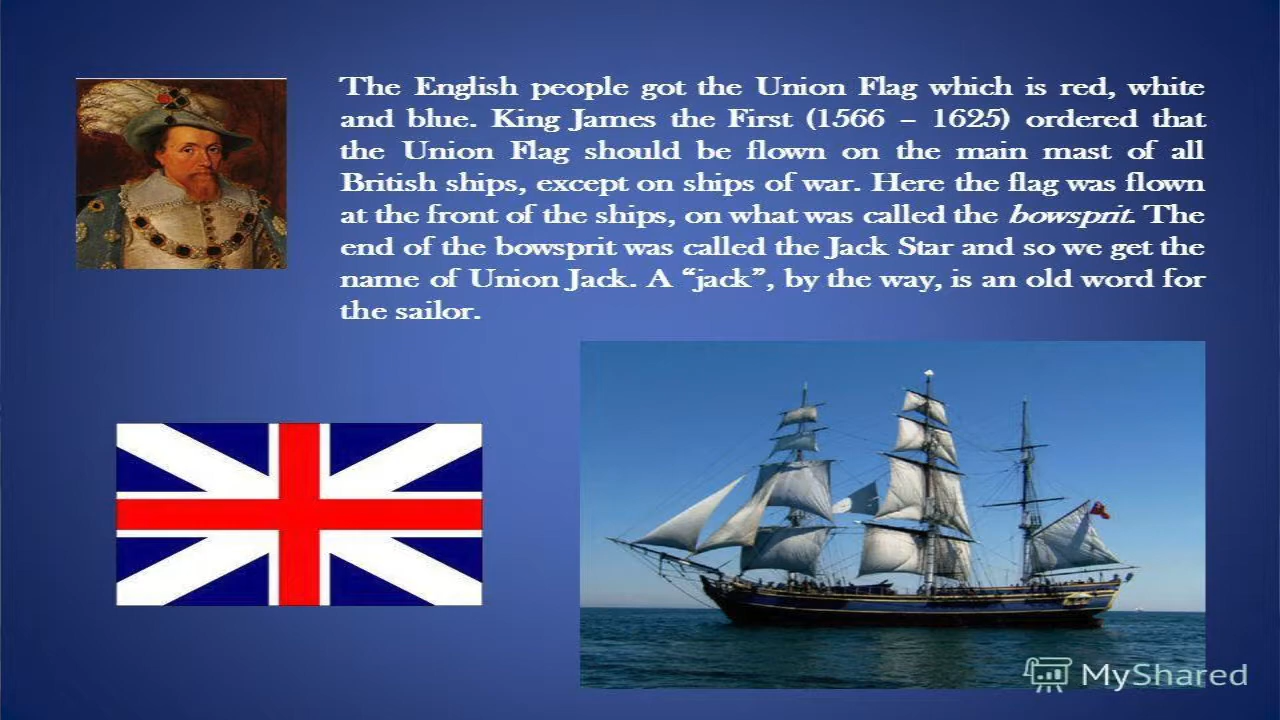 The English people got the Union Flag which is red, white
and blue. King James the First (1566 – 1625) ordered that
the Union Flag should be flown on the main mast of all
British ships, except on ships of war. Here the flag was flown
at the front of the ships, on what was called the bowsprit. The
end of the bowsprit was called the Jack Star and so we get the
name of Union Jack. A “jack”, by the way, is an old word for
the sailor.
MyShared